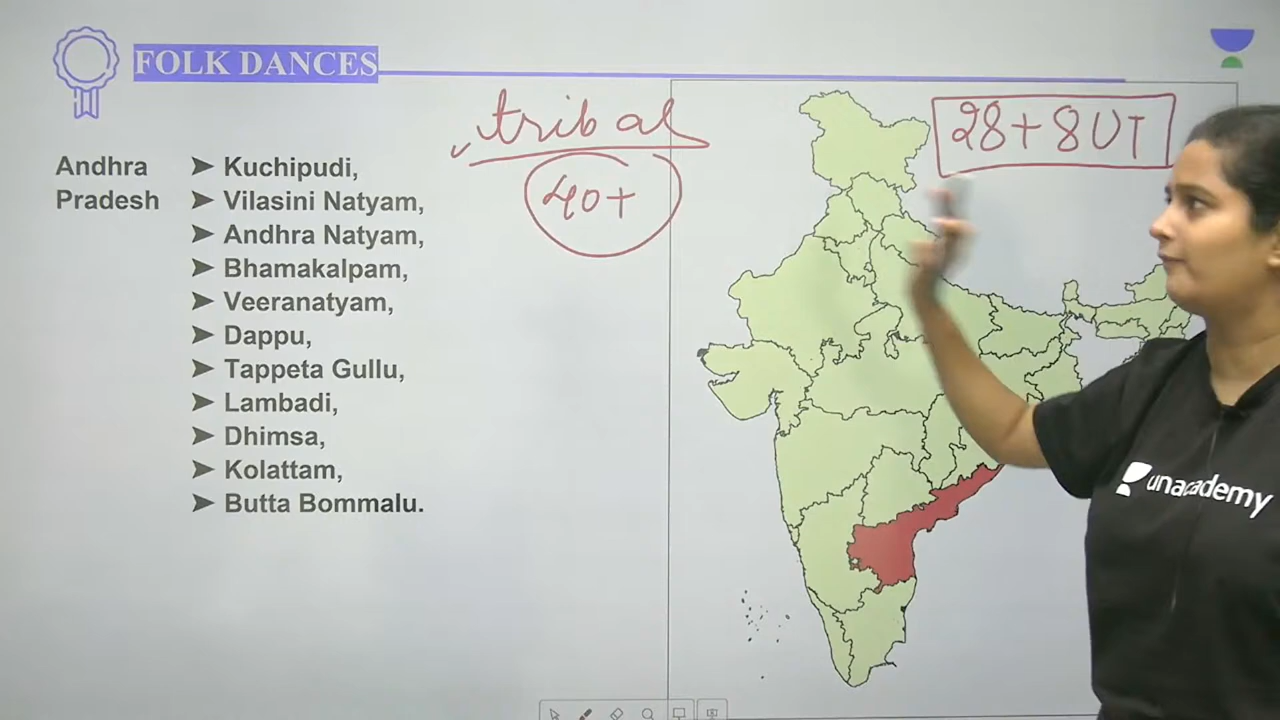 FOLK DANCES
tribal
40+
28+8UT
Andhra
Pradesh
➤ Kuchipudi,
➤ Vilasini Natyam,
➤ Andhra Natyam,
➤ Bhamakalpam,
➤ Veeranatyam,
➤ Dappu,
➤ Tappeta Gullu,
➤ Lambadi,
➤ Dhimsa,
➤ Kolattam,
➤ Butta Bommalu.
unacademy